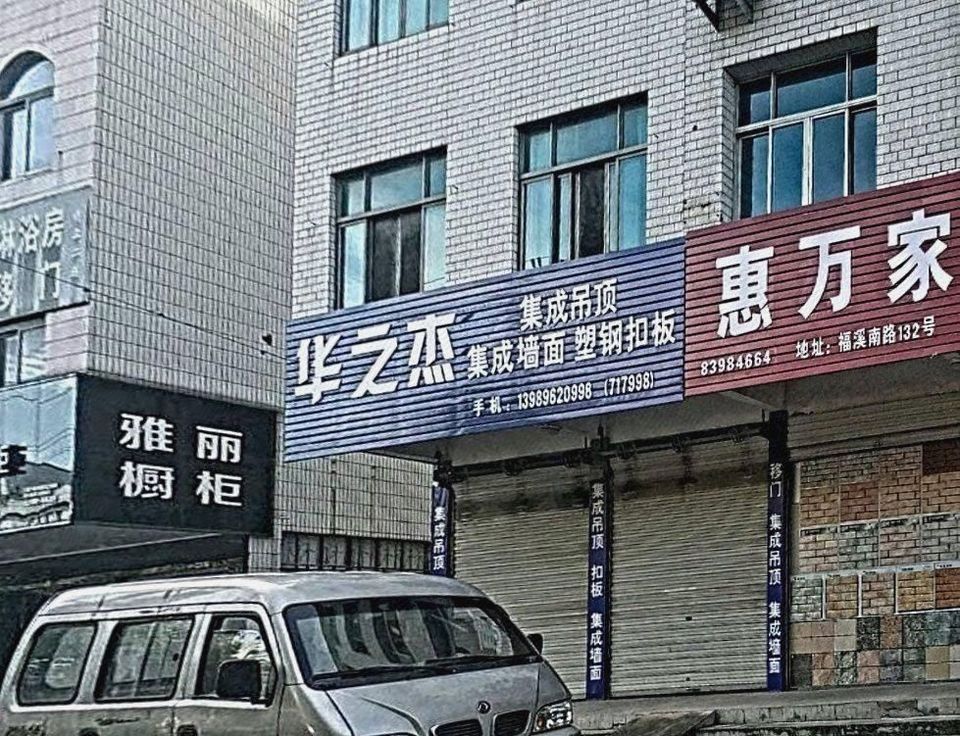 淋浴房
移门
雅丽
橱柜
华之杰
集成吊顶
集成墙面 塑钢扣板
手机：13989620998 (717998)
惠万家
83984664 地址：福溪南路132号
集成吊顶
集成吊顶 扣板 集成墙面
移门 集成吊顶 集成墙面